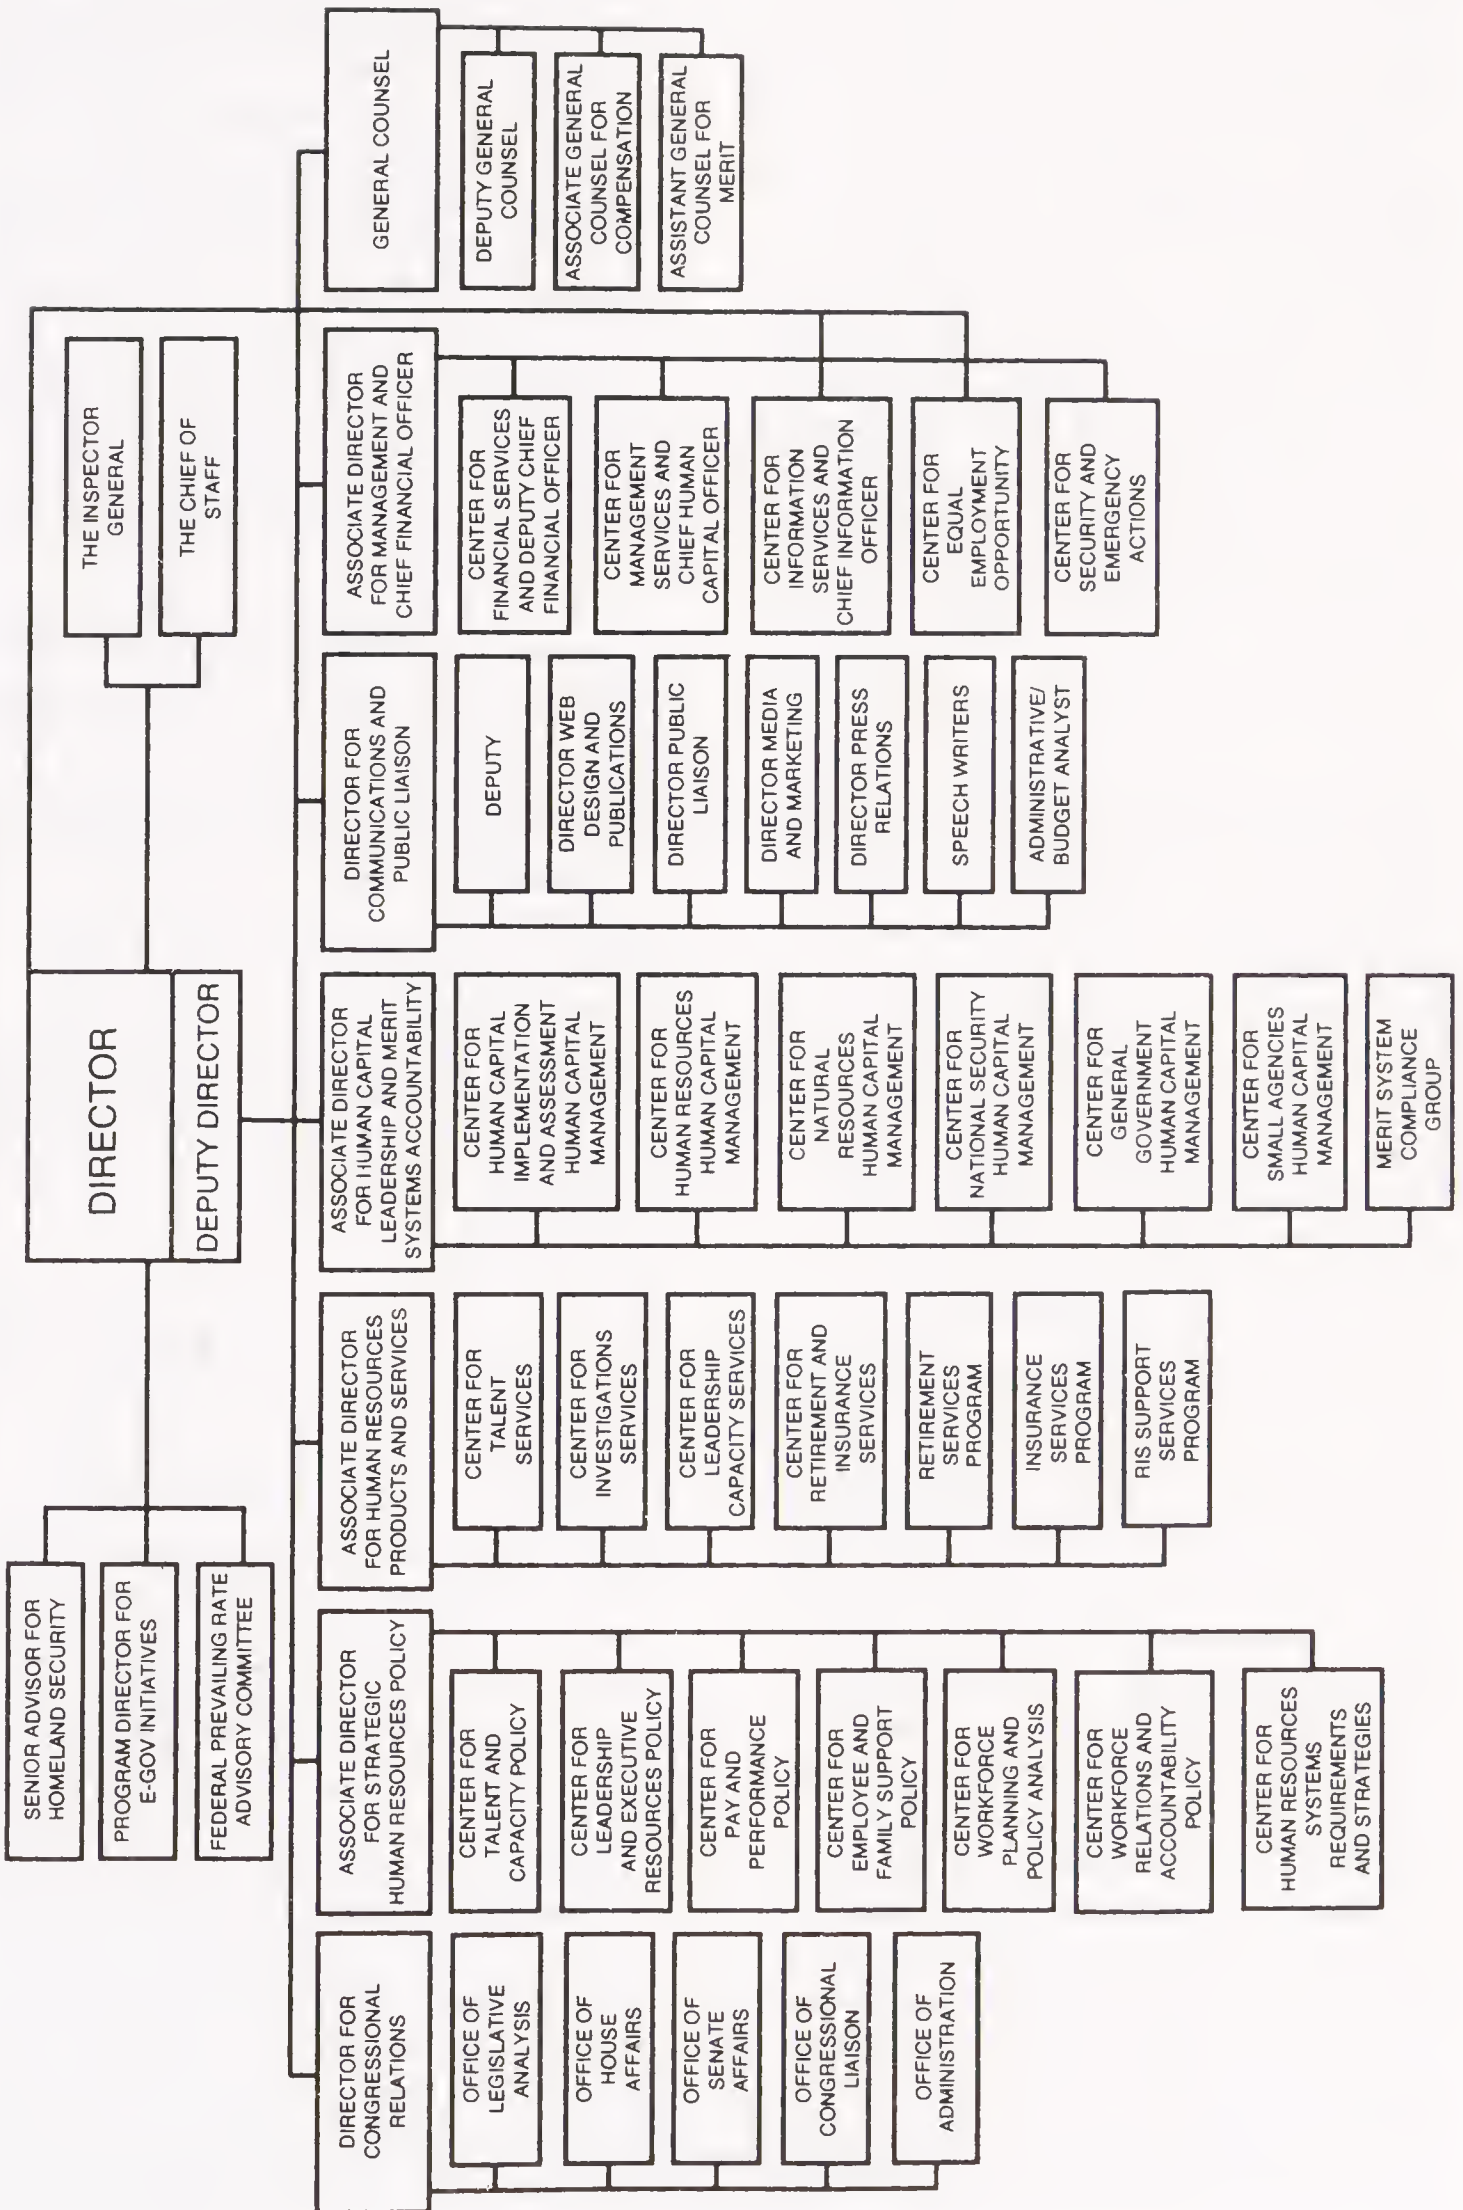 DIRECTOR
DEPUTY DIRECTOR
SENIOR ADVISOR FOR
HOMELAND SECURITY
PROGRAM DIRECTOR FOR
E-GOV INITIATIVES
FEDERAL PREVAILING RATE
ADVISORY COMMITTEE
THE INSPECTOR
GENERAL
THE CHIEF OF
STAFF
DIRECTOR FOR
CONGRESSIONAL
RELATIONS
OFFICE OF
LEGISLATIVE
ANALYSIS
OFFICE OF
HOUSE
AFFAIRS
OFFICE OF
SENATE
AFFAIRS
OFFICE OF
CONGRESSIONAL
LIAISON
OFFICE OF
ADMINISTRATION
ASSOCIATE DIRECTOR
FOR STRATEGIC
HUMAN RESOURCES POLICY
CENTER FOR
TALENT AND
CAPACITY POLICY
CENTER FOR
LEADERSHIP
AND EXECUTIVE
RESOURCES POLICY
CENTER FOR
PAY AND
PERFORMANCE
POLICY
CENTER FOR
EMPLOYEE AND
FAMILY SUPPORT
POLICY
CENTER FOR
WORKFORCE
PLANNING AND
POLICY ANALYSIS
CENTER FOR
WORKFORCE
RELATIONS AND
ACCOUNTABILITY
POLICY
CENTER FOR
HUMAN RESOURCES
SYSTEMS
REQUIREMENTS
AND STRATEGIES
ASSOCIATE DIRECTOR
FOR HUMAN RESOURCES
PRODUCTS AND SERVICES
CENTER FOR
TALENT
SERVICES
CENTER FOR
INVESTIGATIONS
SERVICES
CENTER FOR
LEADERSHIP
CAPACITY SERVICES
CENTER FOR
RETIREMENT AND
INSURANCE
SERVICES
RETIREMENT
SERVICES
PROGRAM
INSURANCE
SERVICES
PROGRAM
RIS SUPPORT
SERVICES
PROGRAM
ASSOCIATE DIRECTOR
FOR HUMAN CAPITAL
LEADERSHIP AND MERIT
SYSTEMS ACCOUNTABILITY
CENTER FOR
HUMAN CAPITAL
IMPLEMENTATION
AND ASSESSMENT
HUMAN CAPITAL
MANAGEMENT
CENTER FOR
HUMAN RESOURCES
HUMAN CAPITAL
MANAGEMENT
CENTER FOR
NATURAL
RESOURCES
HUMAN CAPITAL
MANAGEMENT
CENTER FOR
NATIONAL SECURITY
HUMAN CAPITAL
MANAGEMENT
CENTER FOR
GENERAL
GOVERNMENT
HUMAN CAPITAL
MANAGEMENT
CENTER FOR
SMALL AGENCIES
HUMAN CAPITAL
MANAGEMENT
MERIT SYSTEM
COMPLIANCE
GROUP
DIRECTOR FOR
COMMUNICATIONS AND
PUBLIC LIAISON
DEPUTY
DIRECTOR WEB
DESIGN AND
PUBLICATIONS
DIRECTOR PUBLIC
LIAISON
DIRECTOR MEDIA
AND MARKETING
DIRECTOR PRESS
RELATIONS
SPEECH WRITERS
ADMINISTRATIVE/
BUDGET ANALYST
ASSOCIATE DIRECTOR
FOR MANAGEMENT AND
CHIEF FINANCIAL OFFICER
CENTER FOR
FINANCIAL SERVICES
AND DEPUTY CHIEF
FINANCIAL OFFICER
CENTER FOR
MANAGEMENT
SERVICES AND
CHIEF HUMAN
CAPITAL OFFICER
CENTER FOR
INFORMATION
SERVICES AND
CHIEF INFORMATION
OFFICER
CENTER FOR
EQUAL
EMPLOYMENT
OPPORTUNITY
CENTER FOR
SECURITY AND
EMERGENCY
ACTIONS
GENERAL COUNSEL
DEPUTY GENERAL
COUNSEL
ASSOCIATE GENERAL
COUNSEL FOR
COMPENSATION
ASSISTANT GENERAL
COUNSEL FOR
MERIT